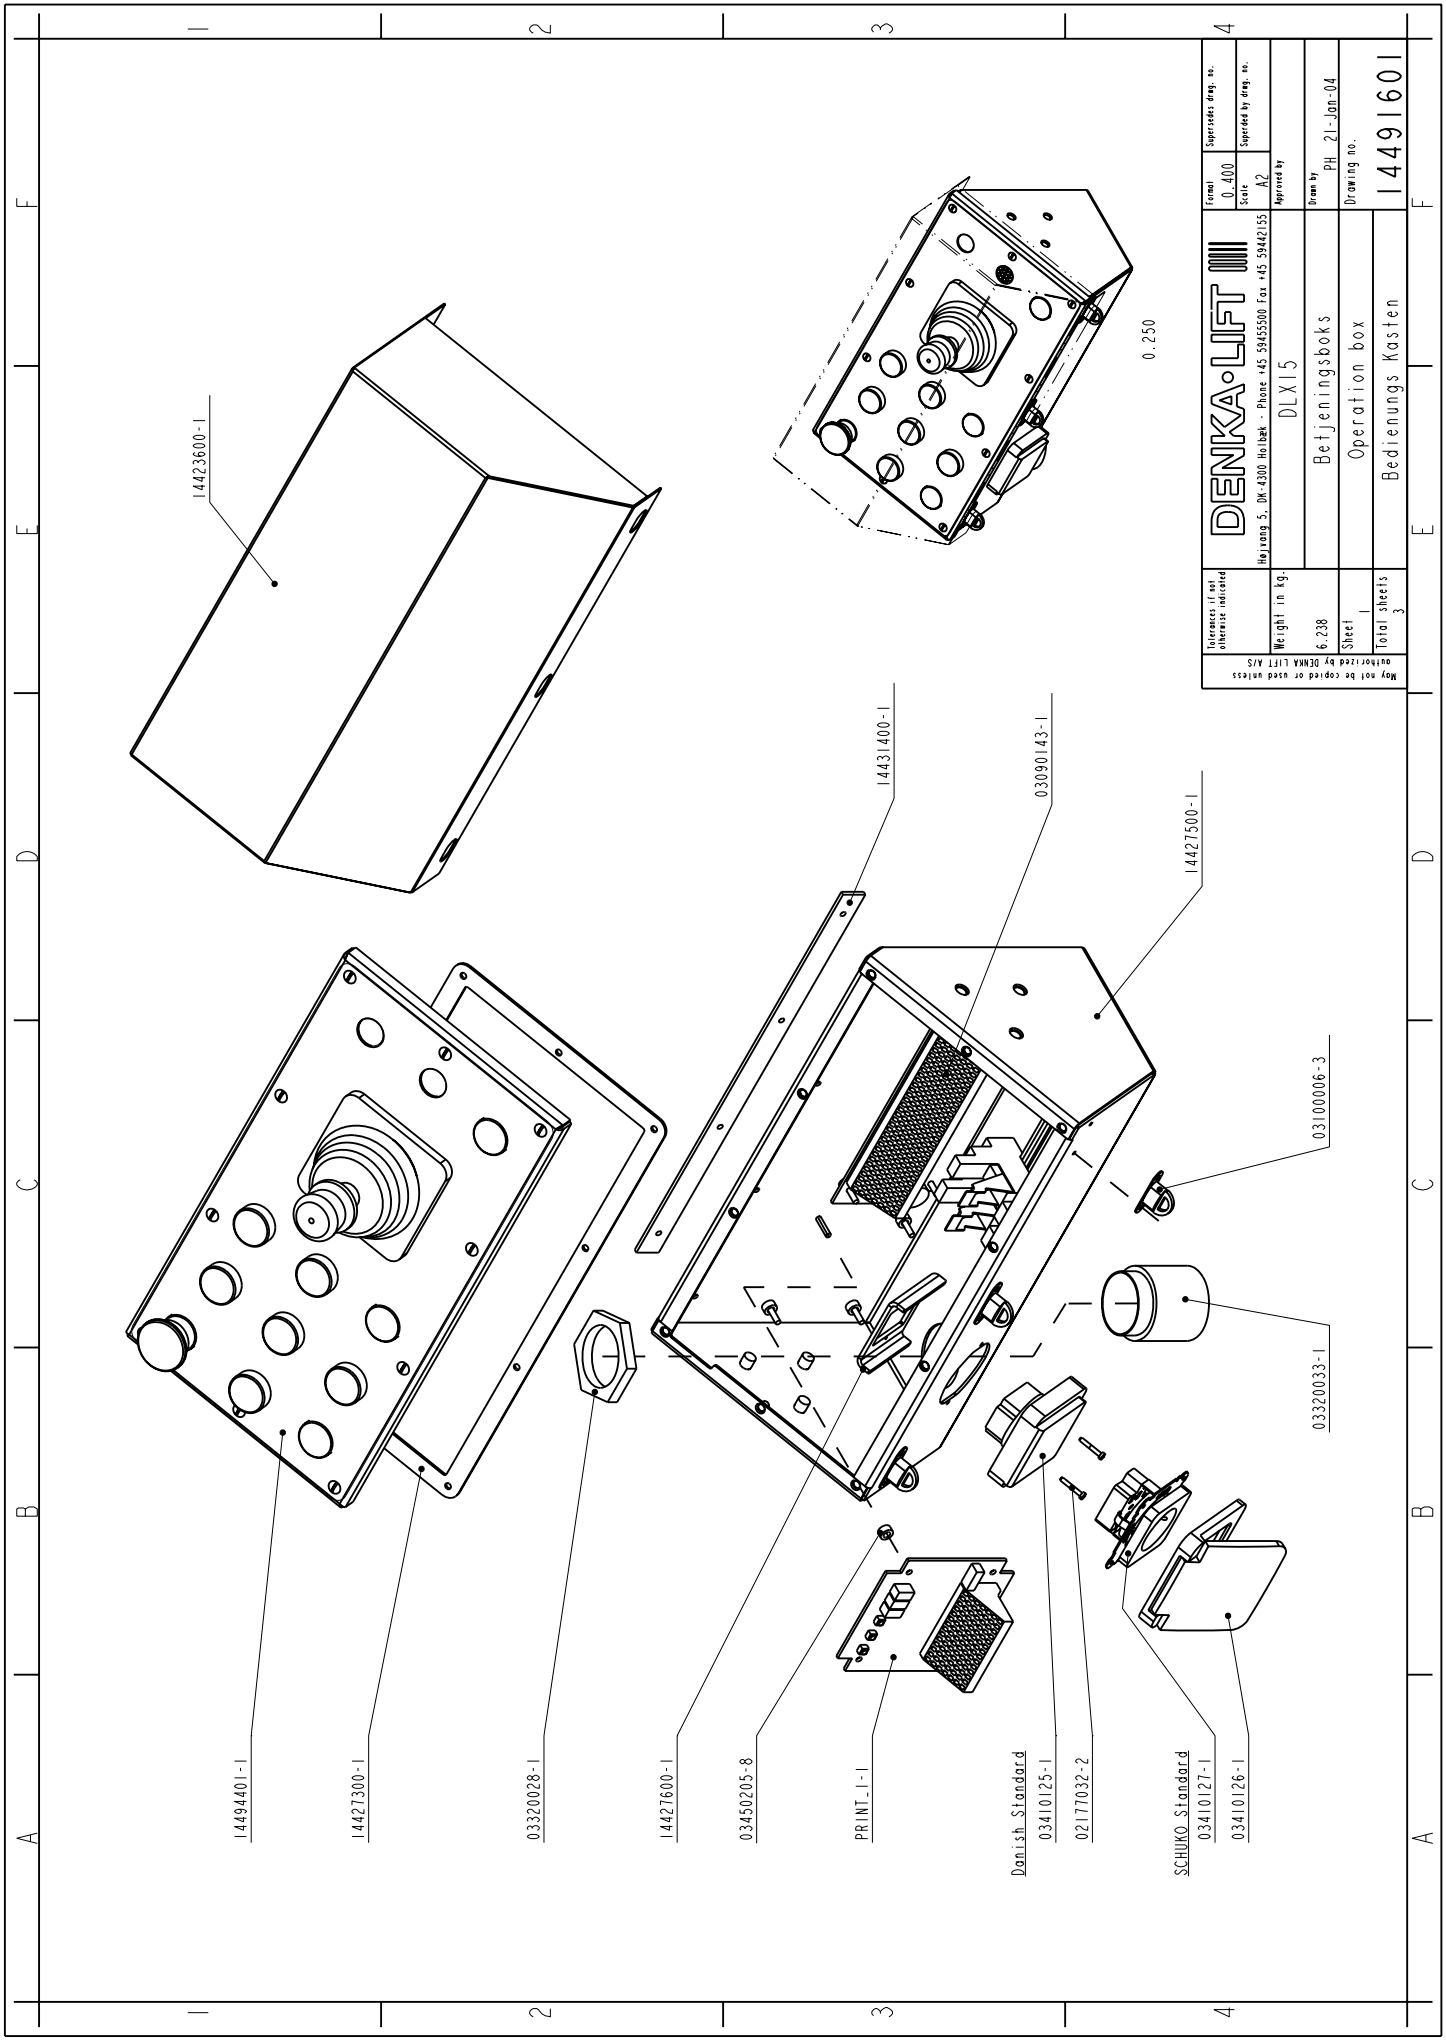 1
2
3
4
F
E
D
C
B
A
F
E
D
C
B
A
1
2
3
4
14423600-1
14431400-1
03090143-1
14427500-1
03100006-3
03320033-1
14494401-1
14427300-1
03320028-1
14427600-1
03450205-8
PRINT_1-1
Danish Standard
03410125-1
02177032-2
SCHUKO Standard
03410127-1
03410126-1
0.250
Tolerances if not
otherwise indicated
DENKA·LIFT
Højvang 5, DK-4300 Holbæk - Phone +45 59455500 Fax +45 59442155
Format
0.400
Supersedes drwg. no.
Scale
A2
Superded by drwg. no.
Weight in kg.
6.238
DLX15
Approved by
Betjeningsboks
Drawn by
PH 21-Jan-04
Sheet
1
Operation box
Drawing no.
14491601
Total sheets
3
Bedienungs Kasten
May not be copied or used unless
authorized by DENKA LIFT A/S